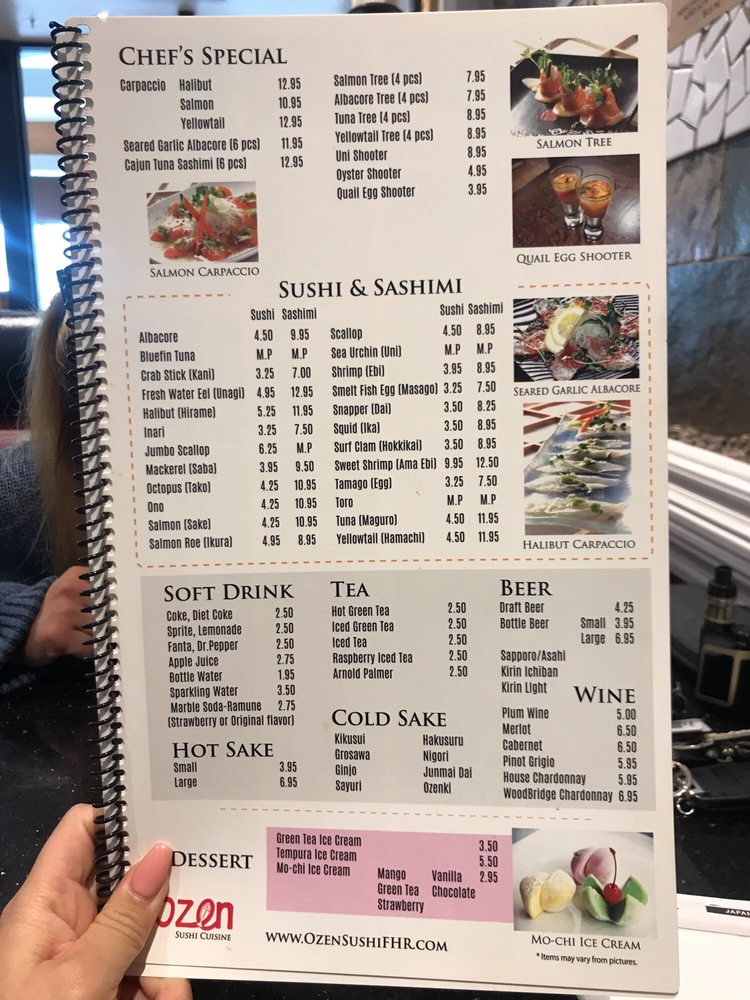 CHEF'S SPECIAL
Carpaccio Halibut 12.95
Salmon 10.95
Yellowtail 12.95
Seared Garlic Albacore (6 pcs) 11.95
Cajun Tuna Sashimi (6 pcs) 12.95
Salmon Tree (4 pcs) 7.95
Albacore Tree (4 pcs) 7.95
Tuna Tree (4 pcs) 8.95
Yellowtail Tree (4 pcs) 8.95
Uni Shooter 8.95
Oyster Shooter 4.95
Quail Egg Shooter 3.95
SALMON TREE
QUAIL EGG SHOOTER
SALMON CARPACCIO
SUSHI & SASHIMI
Sushi Sashimi
Albacore 4.50 9.95
Bluefin Tuna M.P M.P
Crab Stick (Kani) 3.25 7.00
Fresh Water Eel (Unagi) 4.95 12.95
Halibut (Hirame) 5.25 11.95
Inari 3.25 7.50
Jumbo Scallop 6.25 M.P
Mackerel (Saba) 3.95 9.50
Octopus (Tako) 4.25 10.95
Ono 4.25 10.95
Salmon (Sake) 4.25 10.95
Salmon Roe (Ikura) 4.95 8.95
Sushi Sashimi
Scallop 4.50 8.95
Sea Urchin (Uni) M.P M.P
Shrimp (Ebi) 3.95 8.95
Smelt Fish Egg (Masago) 3.25 7.50
Snapper (Dai) 3.50 8.25
Squid (Ika) 3.50 8.95
Surf Clam (Hokkikai) 3.50 8.95
Sweet Shrimp (Ama Ebi) 9.95 12.50
Tamago (Egg) 3.25 7.50
Toro M.P M.P
Tuna (Maguro) 4.50 11.95
Yellowtail (Hamachi) 4.50 11.95
SEARED GARLIC ALBACORE
HALIBUT CARPACCIO
SOFT DRINK
Coke, Diet Coke 2.50
Sprite, Lemonade 2.50
Fanta, Dr.Pepper 2.50
Apple Juice 2.75
Bottle Water 1.95
Sparkling Water 3.50
Marble Soda-Ramune 2.75
(Strawberry or Original flavor)
HOT SAKE
Small 3.95
Large 6.95
TEA
Hot Green Tea 2.50
Iced Green Tea 2.50
Iced Tea 2.50
Raspberry Iced Tea 2.50
Arnold Palmer 2.50
COLD SAKE
Kikusui Hakusuru
Grosawa Nigori
Ginjo Junmai Dai
Sayuri Ozenki
BEER
Draft Beer 4.25
Bottle Beer Small 3.95
Large 6.95
Sapporo/Asahi
Kirin Ichiban
Kirin Light
WINE
Plum Wine 5.00
Merlot 6.50
Cabernet 6.50
Pinot Grigio 5.95
House Chardonnay 5.95
WoodBridge Chardonnay 6.95
DESSERT
Green Tea Ice Cream 3.50
Tempura Ice Cream 5.50
Mo-chi Ice Cream Mango Vanilla 2.95
Green Tea Chocolate
Strawberry
MO-CHI ICE CREAM
* Items may vary from pictures.
ozen
SUSHI CUISINE
WWW.OZENSUSHIFHR.COM